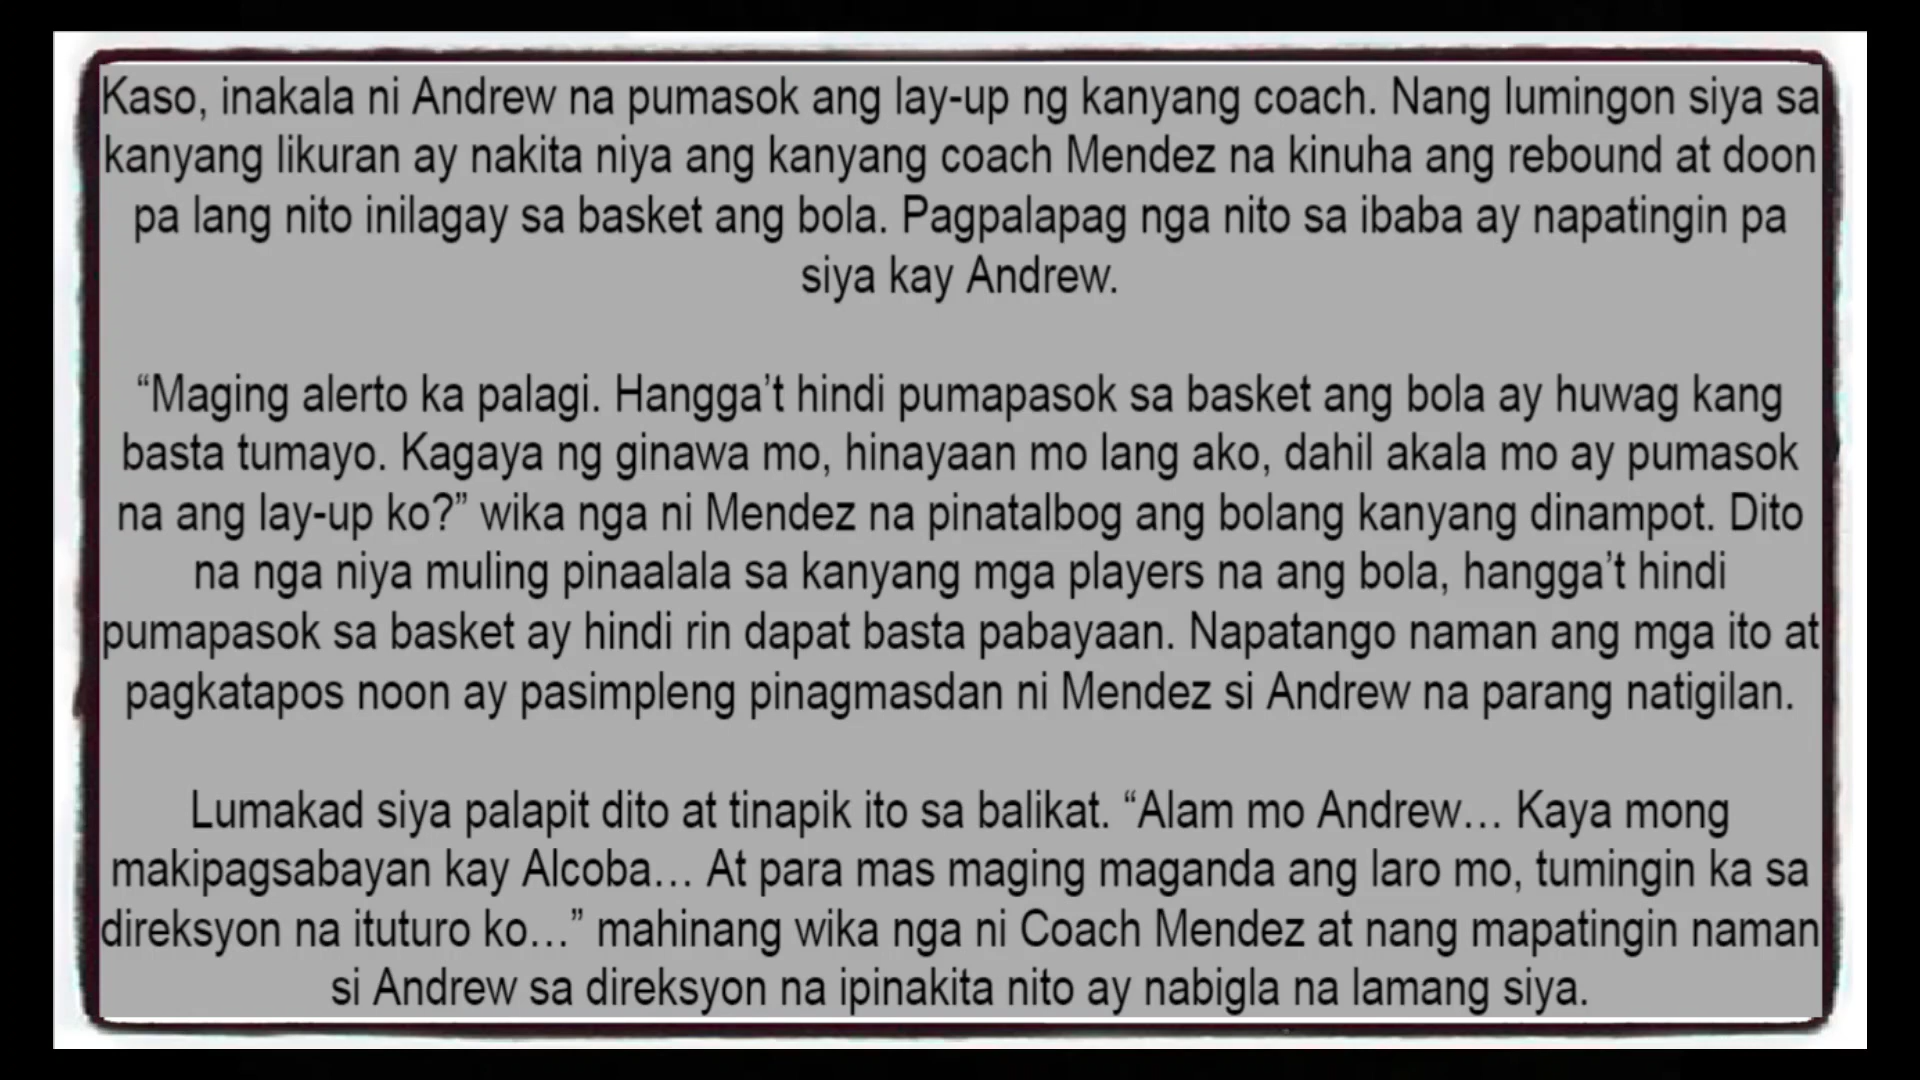 Kaso, inakala ni Andrew na pumasok ang lay-up ng kanyang coach. Nang lumingon siya sa
kanyang likuran ay nakita niya ang kanyang coach Mendez na kinuha ang rebound at doon
pa lang nito inilagay sa basket ang bola. Pagpalapag nga nito sa ibaba ay napatingin pa
siya kay Andrew.
“Maging alerto ka palagi. Hangga’t hindi pumapasok sa basket ang bola ay huwag kang
basta tumayo. Kagaya ng ginawa mo, hinayaan mo lang ako, dahil akala mo ay pumasok
na ang lay-up ko?” wika nga ni Mendez na pinatalbog ang bolang kanyang dinampot. Dito
na nga niya muling pinaalala sa kanyang mga players na ang bola, hangga’t hindi
pumapasok sa basket ay hindi rin dapat basta pabayaan. Napatango naman ang mga ito at
pagkatapos noon ay pasimpleng pinagmasdan ni Mendez si Andrew na parang natigilan.
Lumakad siya palapit dito at tinapik ito sa balikat. “Alam mo Andrew… Kaya mong
makipagsabayan kay Alcoba… At para mas maging maganda ang laro mo, tumingin ka sa
direksyon na ituturo ko…” mahinang wika nga ni Coach Mendez at nang mapatingin naman
si Andrew sa direksyon na ipinakita nito ay nabigla na lamang siya.